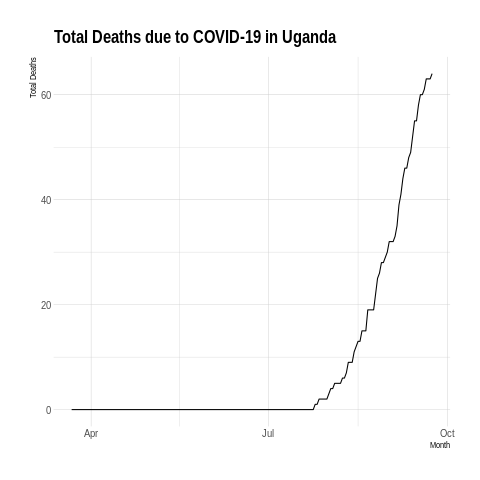 Total Deaths due to COVID-19 in Uganda
Total Deaths
60
40
20
0
Apr
Jul
Oct
Month